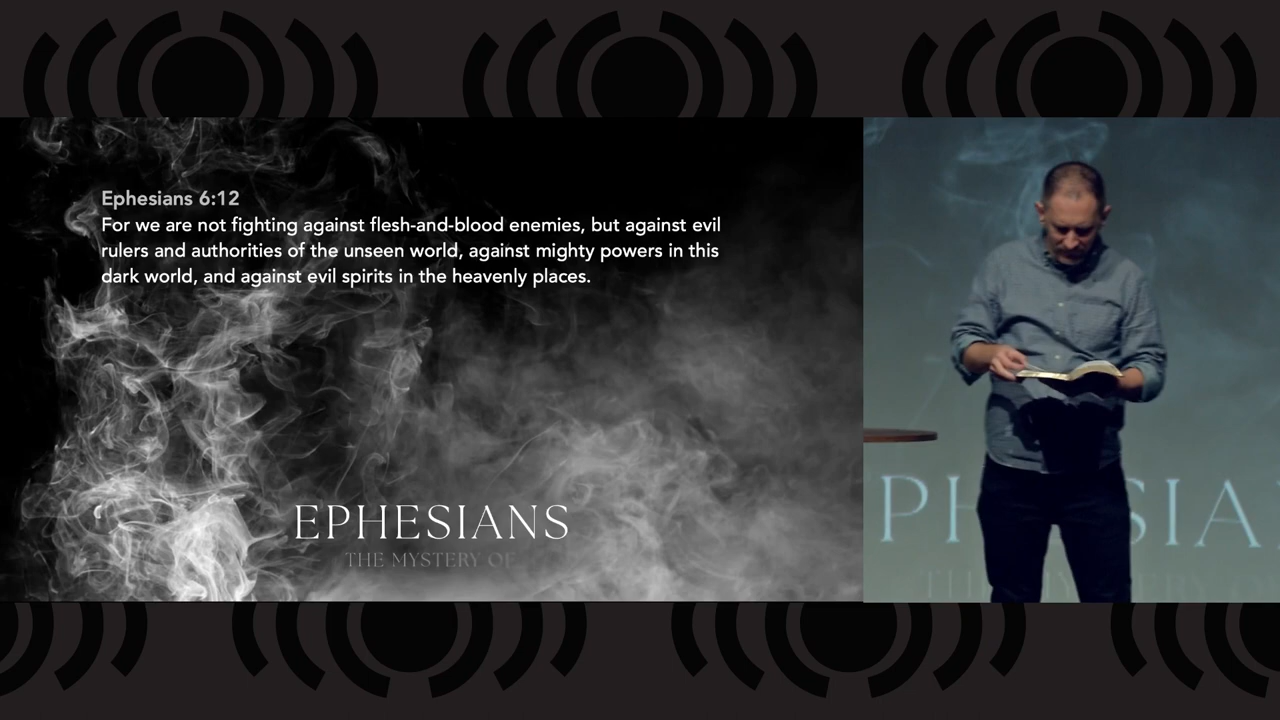 Ephesians 6:12
For we are not fighting against flesh-and-blood enemies, but against evil
rulers and authorities of the unseen world, against mighty powers in this
dark world, and against evil spirits in the heavenly places.
EPHESIANS
THE MYSTERY OF
PHESIA